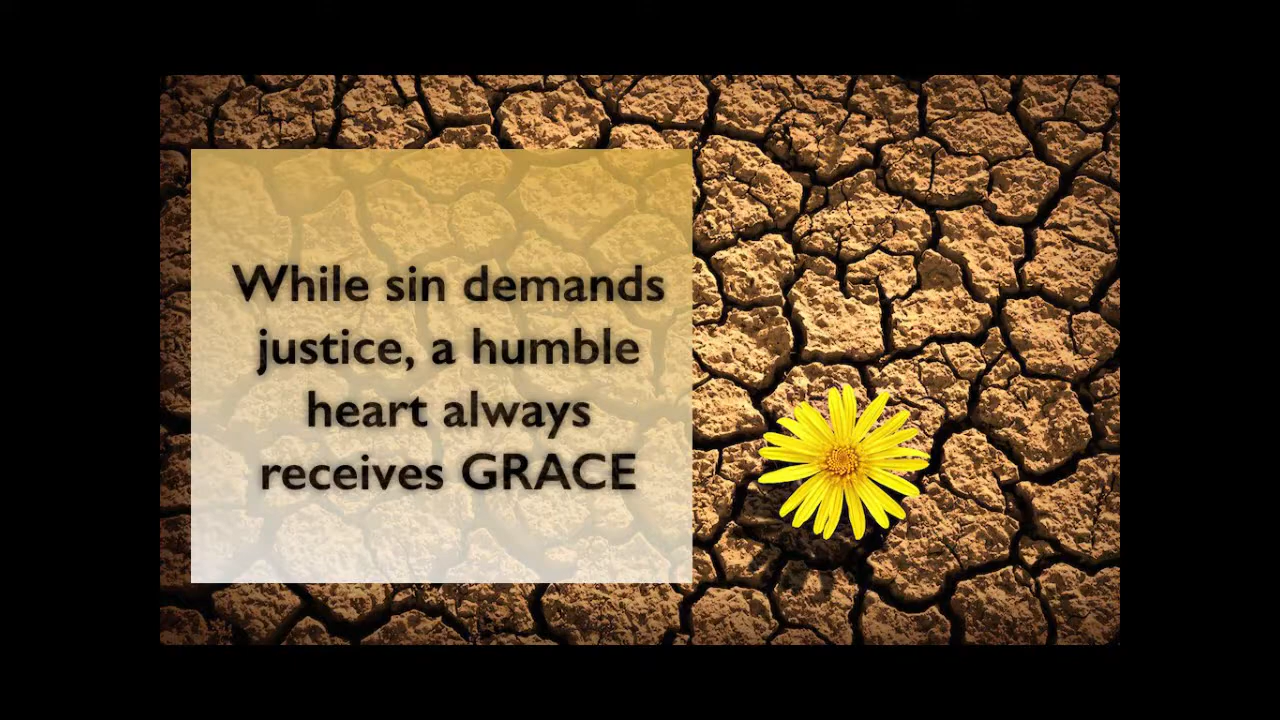 While sin demands
justice, a humble
heart always
receives GRACE